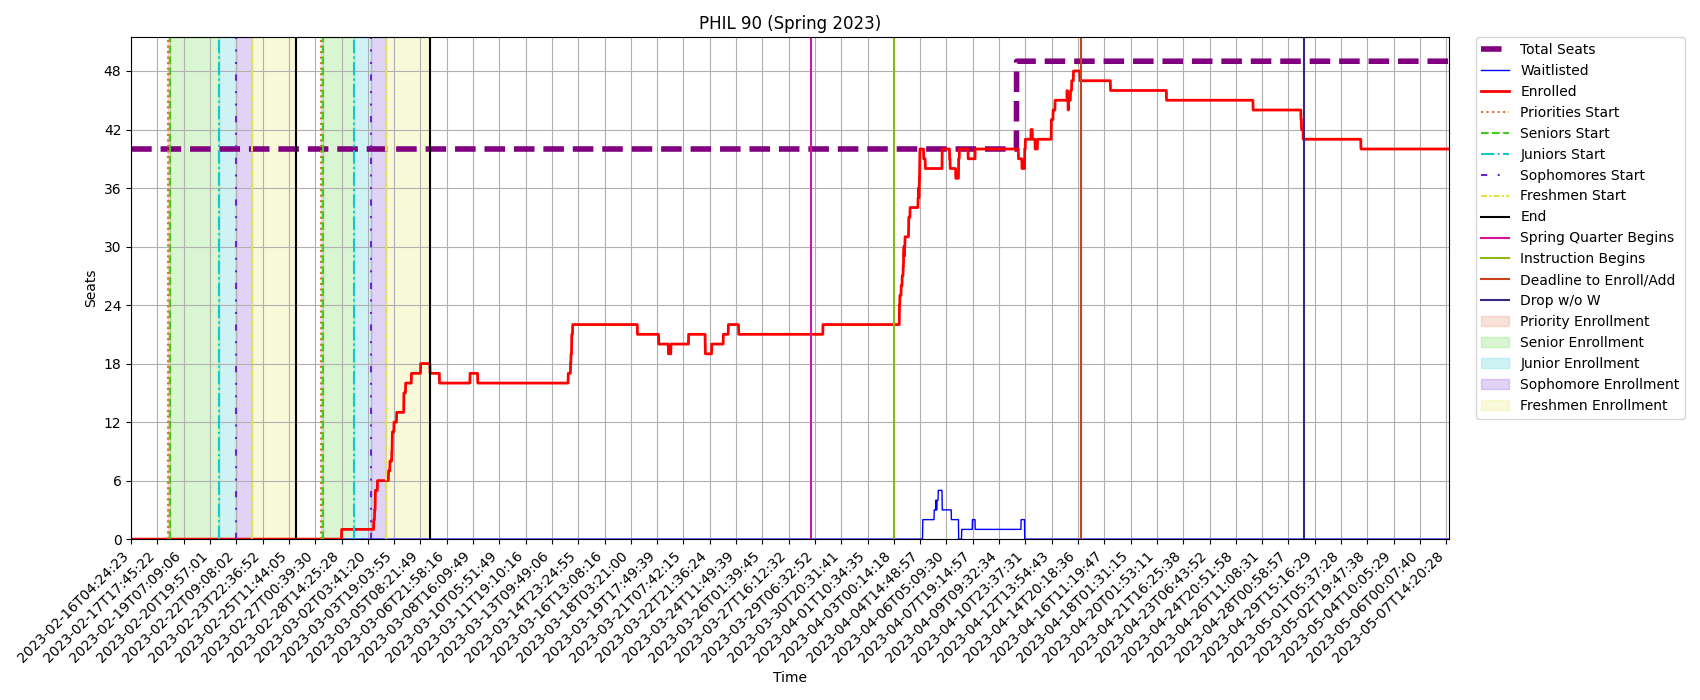 PHIL 90 (Spring 2023)
Seats
48
42
36
30
24
18
12
6
0
2023-02-16T04:24:23
2023-02-17T17:45:22
2023-02-19T07:09:06
2023-02-20T19:57:01
2023-02-22T09:08:02
2023-02-23T22:36:52
2023-02-25T11:44:05
2023-02-27T00:39:30
2023-02-28T14:25:28
2023-03-02T03:41:20
2023-03-03T19:03:55
2023-03-05T08:21:49
2023-03-06T21:58:16
2023-03-08T16:09:49
2023-03-10T05:51:49
2023-03-11T19:10:16
2023-03-13T09:49:06
2023-03-14T23:24:55
2023-03-16T13:08:16
2023-03-18T03:21:00
2023-03-19T17:49:39
2023-03-21T07:42:15
2023-03-22T21:36:24
2023-03-24T11:49:39
2023-03-26T01:39:45
2023-03-27T16:12:32
2023-03-29T06:32:52
2023-03-30T20:31:41
2023-04-01T10:34:35
2023-04-03T00:14:18
2023-04-04T14:48:57
2023-04-06T05:09:30
2023-04-07T19:14:57
2023-04-09T09:32:34
2023-04-10T23:37:31
2023-04-12T13:54:43
2023-04-14T20:18:36
2023-04-16T11:19:47
2023-04-18T01:31:15
2023-04-20T01:53:11
2023-04-21T16:25:38
2023-04-23T06:43:52
2023-04-24T20:51:58
2023-04-26T11:08:31
2023-04-28T00:58:57
2023-04-29T15:16:29
2023-05-01T05:37:28
2023-05-02T19:47:38
2023-05-04T10:05:29
2023-05-06T00:07:40
2023-05-07T14:20:28
Time
Total Seats
Waitlisted
Enrolled
Priorities Start
Seniors Start
Juniors Start
Sophomores Start
Freshmen Start
End
Spring Quarter Begins
Instruction Begins
Deadline to Enroll/Add
Drop w/o W
Priority Enrollment
Senior Enrollment
Junior Enrollment
Sophomore Enrollment
Freshmen Enrollment